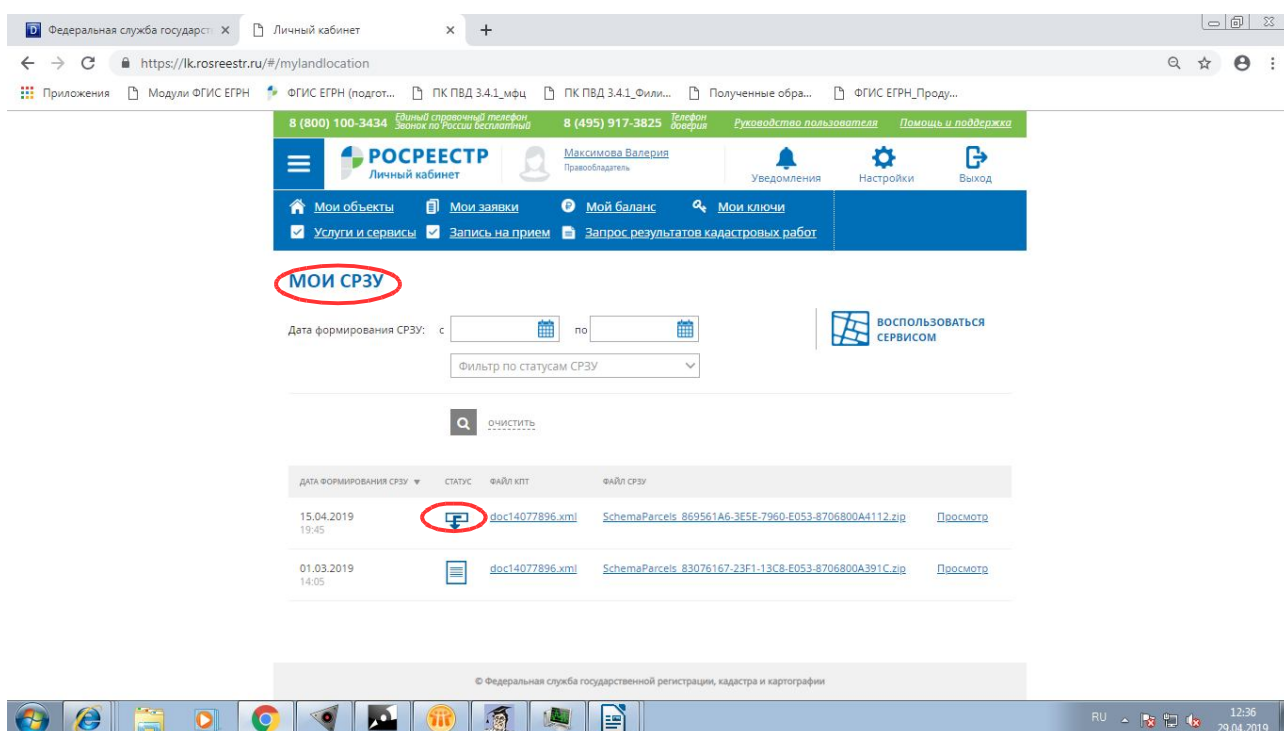 Федеральная служба государст
Личный кабинет
https://lk.rosreestr.ru/#/mylandlocation
Приложения Модули ФГИС ЕГРН ФГИС ЕГРН (подгот... ПК ПВД 3.4.1_мфц ПК ПВД 3.4.1_Фили... Полученные обра... ФГИС ЕГРН_Проду...
8 (800) 100-3434 Единый справочный телефон
Звонок по России бесплатный
8 (495) 917-3825 Телефон
доверия
Руководство пользователя Помощь и поддержка
РОСРЕЕСТР
Личный кабинет
Максимова Валерия
Правообладатель
Уведомления Настройки Выход
Мои объекты Мои заявки Мой баланс Мои ключи
Услуги и сервисы Запись на прием Запрос результатов кадастровых работ
МОИ СРЗУ
Дата формирования СРЗУ: с по
ВОСПОЛЬЗОВАТЬСЯ
СЕРВИСОМ
Фильтр по статусам СРЗУ
очистить
ДАТА ФОРМИРОВАНИЯ СРЗУ СТАТУС ФАЙЛ КПТ ФАЙЛ СРЗУ
15.04.2019 doc14077896.xml SchemaParcels_869561A6-3E5E-7960-E053-8706800A4112.zip Просмотр
19:45
01.03.2019 doc14077896.xml SchemaParcels_83076167-23F1-13C8-E053-8706800A391C.zip Просмотр
14:05
© Федеральная служба государственной регистрации, кадастра и картографии
RU 12:36
29.04.2019